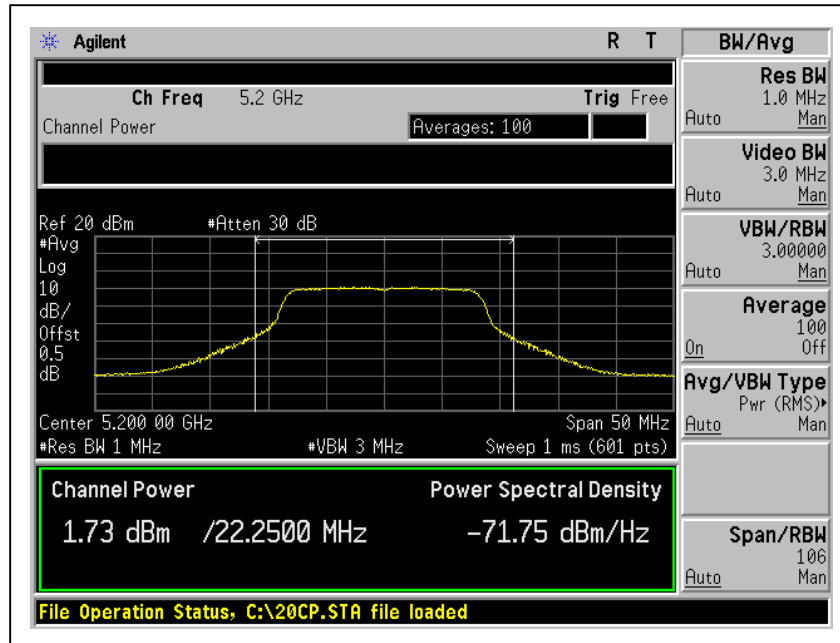 Agilent R T BW/Avg
Ch Freq 5.2 GHz Trig Free
Channel Power Averages: 100
Ref 20 dBm #Atten 30 dB
#Avg
Log
10
dB/
Offst
0.5
dB
Center 5.200 00 GHz Span 50 MHz
#Res BW 1 MHz #VBW 3 MHz Sweep 1 ms (601 pts)
Channel Power Power Spectral Density
1.73 dBm /22.2500 MHz -71.75 dBm/Hz
File Operation Status, C:\20CP.STA file loaded
Res BW
1.0 MHz
Auto Man
Video BW
3.0 MHz
Auto Man
VBW/RBW
3.00000
Auto Man
Average
100
On Off
Avg/VBW Type
Pwr (RMS)▸
Auto Man
Span/RBW
106
Auto Man